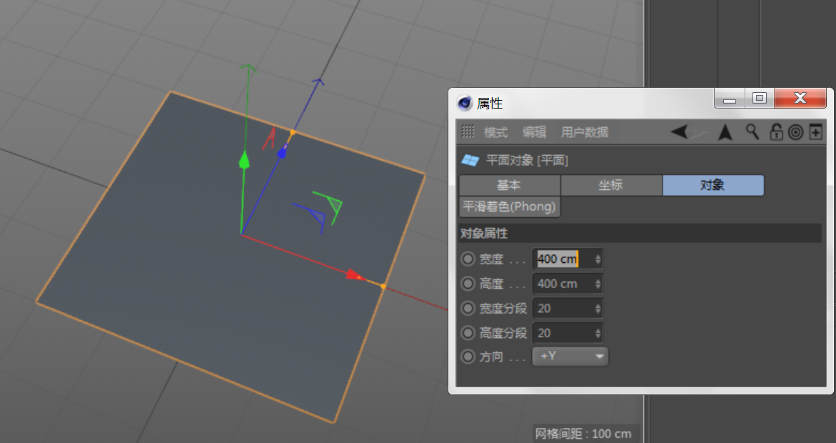 属性
模式 编辑 用户数据
平面对象 [平面]
基本 坐标 对象
平滑着色(Phong)
对象属性
宽度 . . . 400 cm
高度 . . . 400 cm
宽度分段 20
高度分段 20
方向 . . . +Y
网格间距 : 100 cm